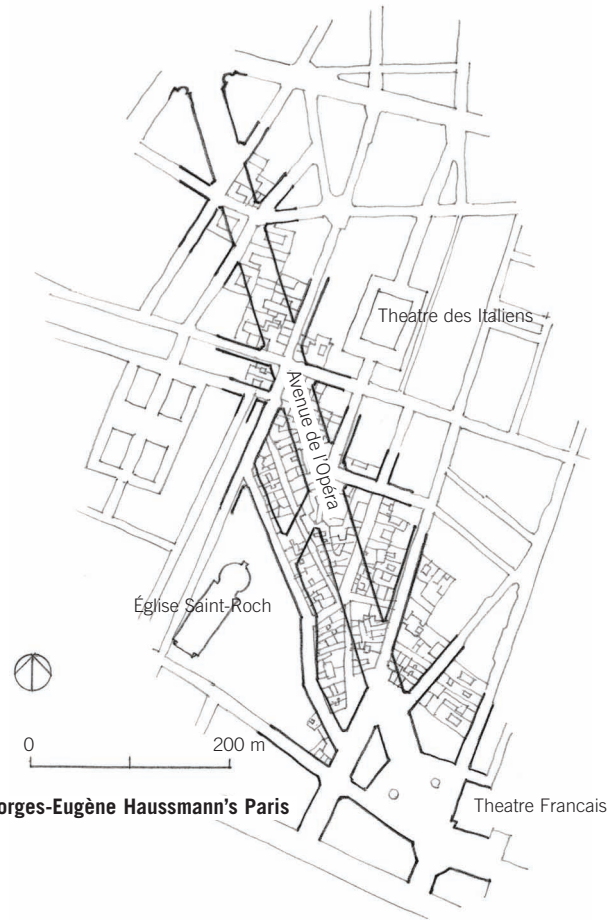 Theatre des Italiens
Avenue de l'Opéra
Église Saint-Roch
0 200 m
orges-Eugène Haussmann's Paris
Theatre Francais